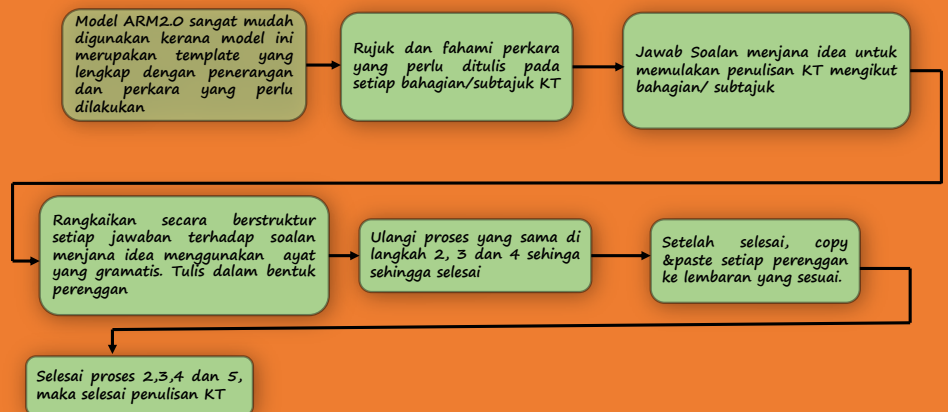 Model ARM2.0 sangat mudah
digunakan kerana model ini
merupakan template yang
lengkap dengan penerangan
dan perkara yang perlu
dilakukan
Rujuk dan fahami perkara
yang perlu ditulis pada
setiap bahagian/subtajuk KT
Jawab Soalan menjana idea untuk
memulakan penulisan KT mengikut
bahagian/ subtajuk
Rangkaikan secara berstruktur
setiap jawaban terhadap soalan
menjana idea menggunakan ayat
yang gramatis. Tulis dalam bentuk
perenggan
Ulangi proses yang sama di
langkah 2, 3 dan 4 sehinga
sehingga selesai
Setelah selesai, copy
&paste setiap perenggan
ke lembaran yang sesuai.
Selesai proses 2,3,4 dan 5,
maka selesai penulisan KT